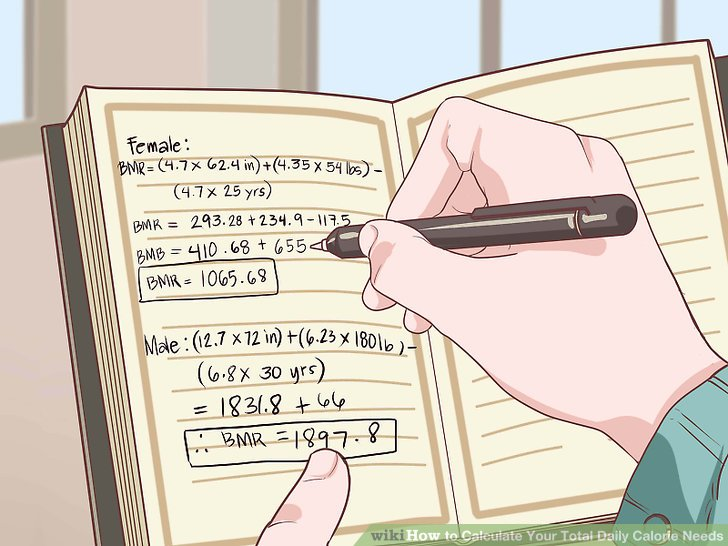 Female:
BMR = (4.7 x 62.4 in) + (4.35 x 54 lbs) -
(4.7 x 25 yrs)
BMR = 293.28 + 234.9 - 117.5
BMB = 410.68 + 655
BMR = 1065.68
Male: (12.7 x 72 in) + (6.23 x 180 lb) -
(6.8 x 30 yrs)
= 1831.8 + 66
∴ BMR = 1897.8
wikiHow to Calculate Your Total Daily Calorie Needs